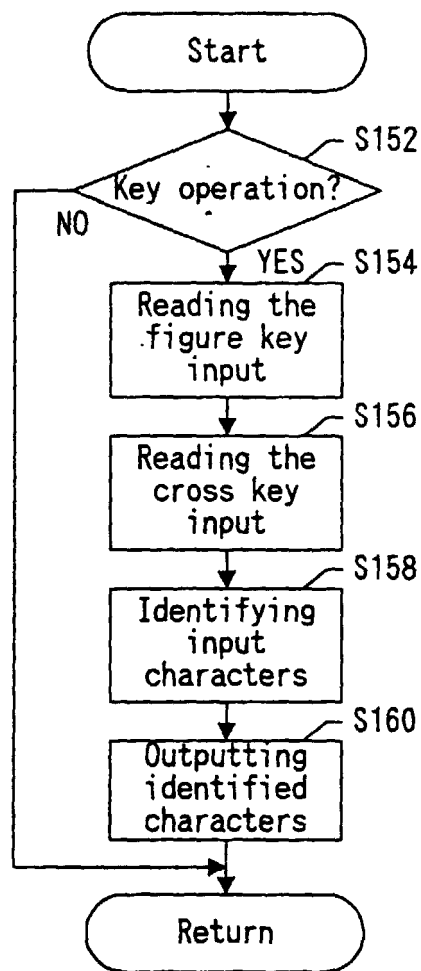 Start
S152
Key operation?
NO
YES
S154
Reading the
figure key
input
S156
Reading the
cross key
input
S158
Identifying
input
characters
S160
Outputting
identified
characters
Return